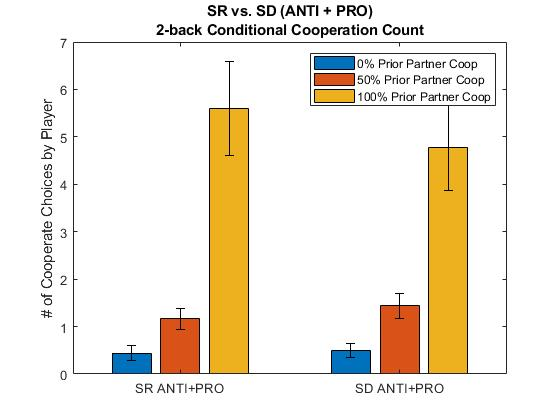 SR vs. SD (ANTI + PRO)
2-back Conditional Cooperation Count
7
6
5
4
3
2
1
0
# of Cooperate Choices by Player
0% Prior Partner Coop
50% Prior Partner Coop
100% Prior Partner Coop
SR ANTI+PRO
SD ANTI+PRO